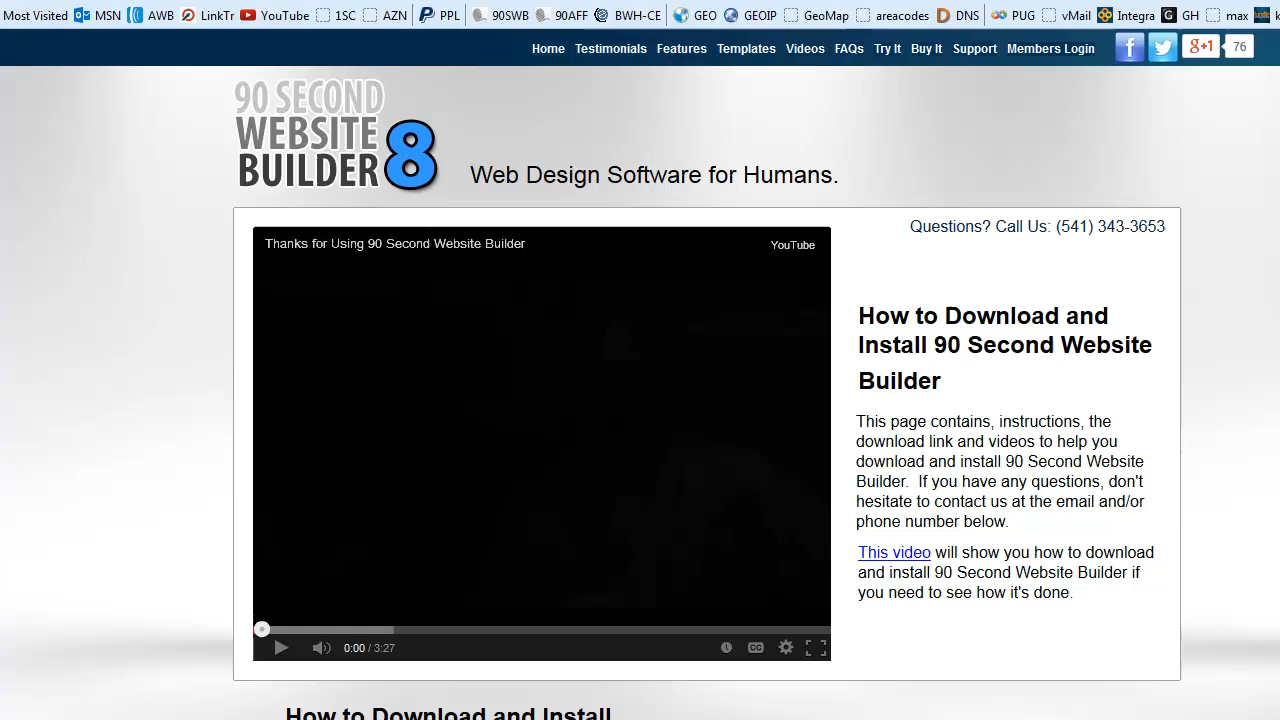 Most Visited MSN AWB LinkTr YouTube 1SC AZN PPL 90SWB AFF BWH-CE GEO GEOIP GeoMap areacodes DNS PUG vMail Integra GH max
Home Testimonials Features Templates Videos FAQs Try It Buy It Support Members Login f g+1 76
90 SECOND
WEBSITE
BUILDER 8
Web Design Software for Humans.
Questions? Call Us: (541) 343-3653
Thanks for Using 90 Second Website Builder YouTube
How to Download and
Install 90 Second Website
Builder
This page contains, instructions, the
download link and videos to help you
download and install 90 Second Website
Builder. If you have any questions, don't
hesitate to contact us at the email and/or
phone number below.
This video will show you how to download
and install 90 Second Website Builder if
you need to see how it's done.
0:00 / 3:27 CC
How to Download and Install